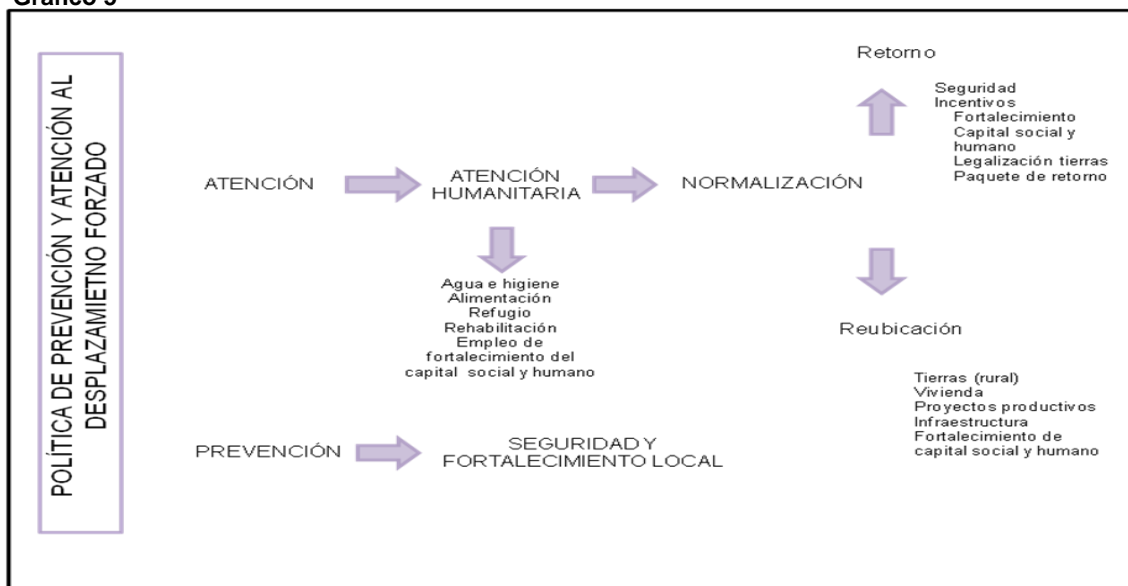 Gráfico 3
POLÍTICA DE PREVENCIÓN Y ATENCIÓN AL
DESPLAZAMIETNO FORZADO
ATENCIÓN
ATENCIÓN
HUMANITARIA
Agua e higiene
Alimentación
Refugio
Rehabilitación
Empleo de
fortalecimiento del
capital social y humano
NORMALIZACIÓN
Retorno
Seguridad
Incentivos
Fortalecimiento
Capital social y
humano
Legalización tierras
Paquete de retorno
Reubicación
Tierras (rural)
Vivienda
Proyectos productivos
Infraestructura
Fortalecimiento de
capital social y humano
PREVENCIÓN
SEGURIDAD Y
FORTALECIMIENTO LOCAL